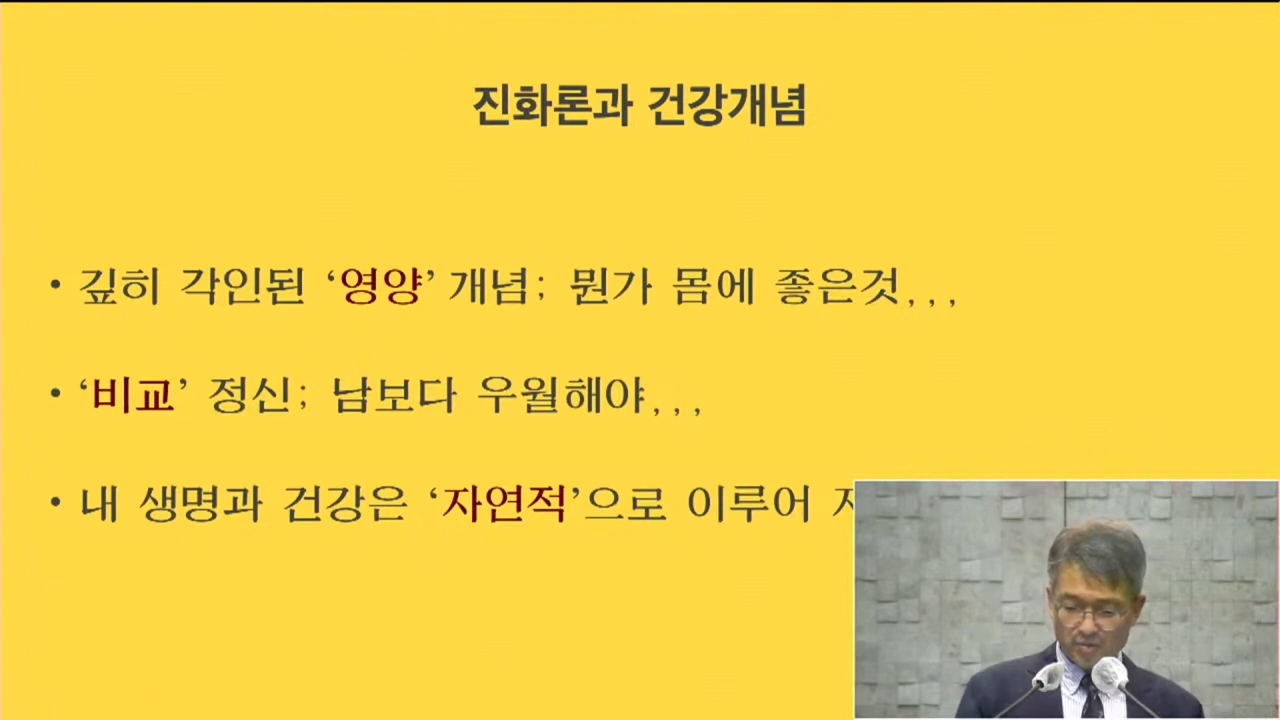 진화론과 건강개념
• 깊히 각인된 ‘영양’ 개념; 뭔가 몸에 좋은것...
• ‘비교’ 정신; 남보다 우월해야...
• 내 생명과 건강은 ‘자연적’으로 이루어